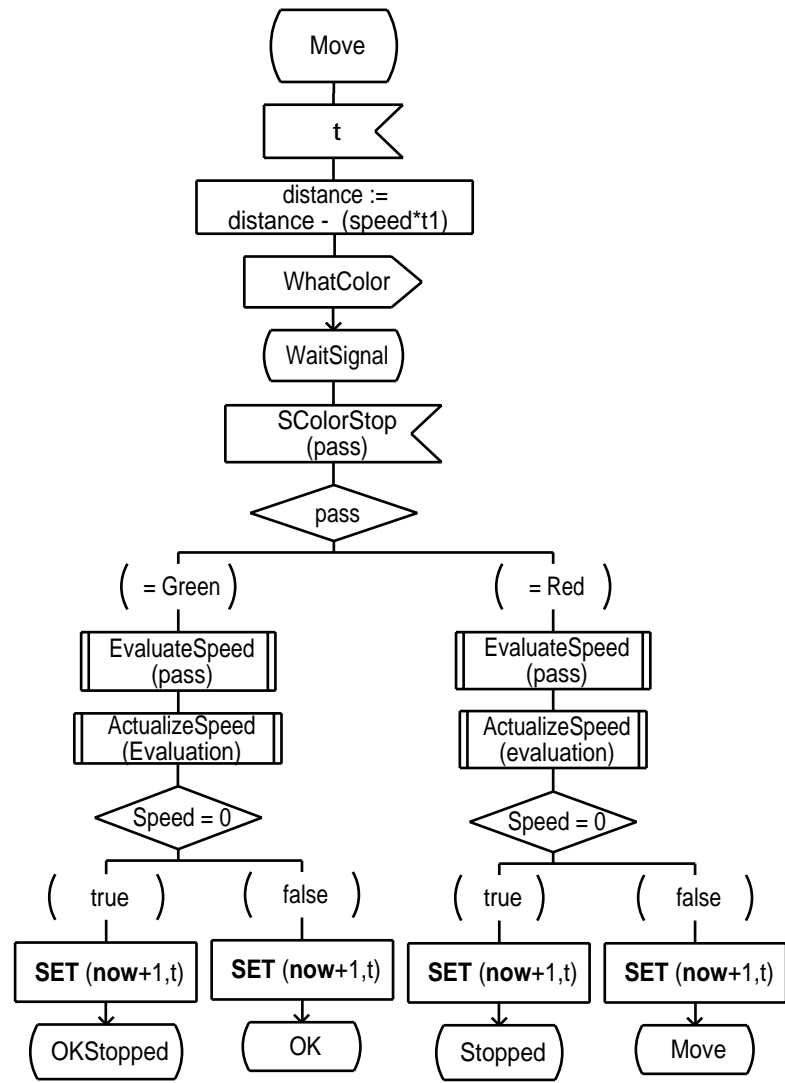 Move
t
distance :=
distance - (speed*t1)
WhatColor
WaitSignal
SColorStop
(pass)
pass
( = Green )
( = Red )
EvaluateSpeed
(pass)
EvaluateSpeed
(pass)
ActualizeSpeed
(Evaluation)
ActualizeSpeed
(evaluation)
Speed = 0
Speed = 0
( true )
( false )
( true )
( false )
SET (now+1,t)
SET (now+1,t)
SET (now+1,t)
SET (now+1,t)
OKStopped
OK
Stopped
Move